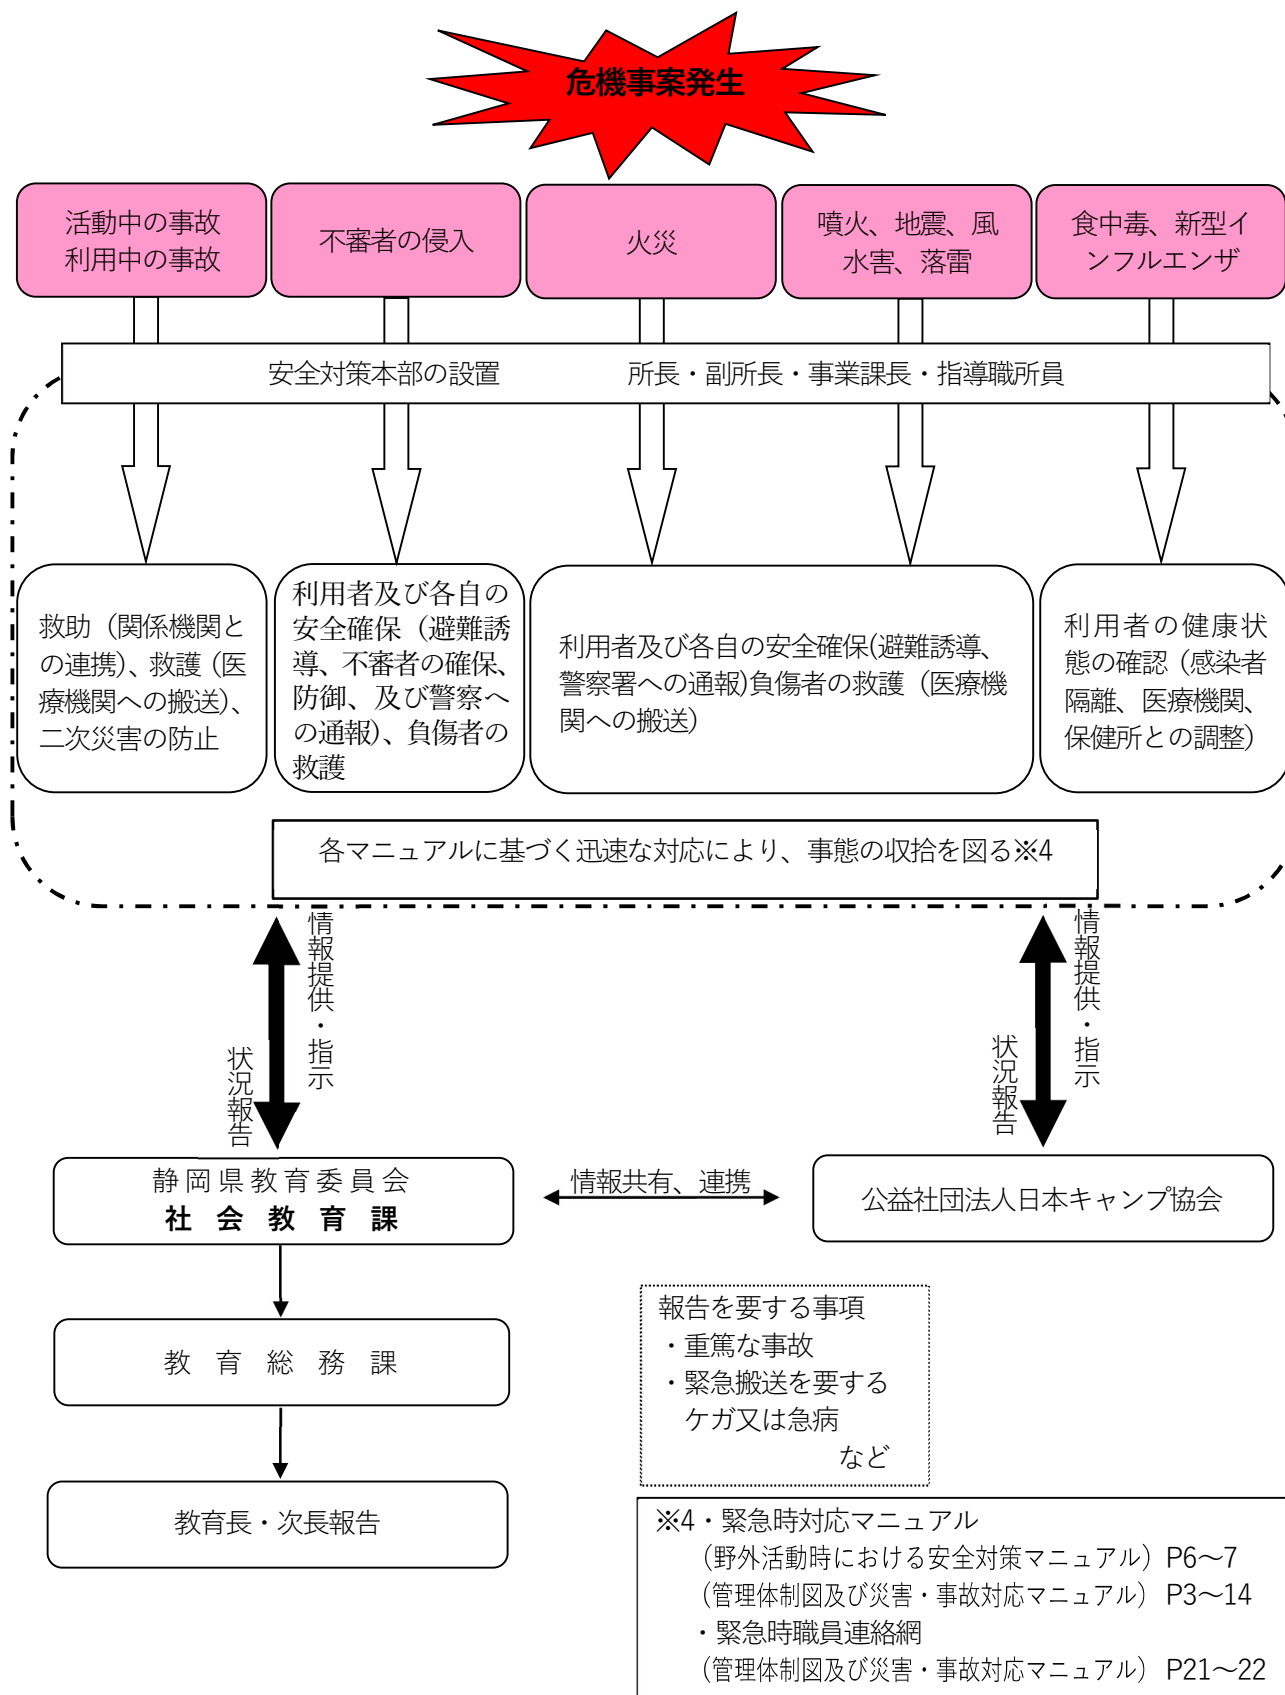 危機事案発生
活動中の事故
利用中の事故
不審者の侵入
火災
噴火、地震、風
水害、落雷
食中毒、新型イ
ンフルエンザ
安全対策本部の設置 所長・副所長・事業課長・指導職所員
救助（関係機関と
の連携）、救護（医
療機関への搬送）、
二次災害の防止
利用者及び各自の
安全確保（避難誘
導、不審者の確保、
防御、及び警察へ
の通報）、負傷者の
救護
利用者及び各自の安全確保(避難誘導、
警察署への通報)負傷者の救護（医療機
関への搬送）
利用者の健康状
態の確認（感染者
隔離、医療機関、
保健所との調整）
各マニュアルに基づく迅速な対応により、事態の収拾を図る※4
情報提供・指示
状況報告
情報提供・指示
状況報告
静岡県教育委員会
社会教育課
情報共有、連携
公益社団法人日本キャンプ協会
教育総務課
教育長・次長報告
報告を要する事項
・重篤な事故
・緊急搬送を要する
ケガ又は急病
など
※4・緊急時対応マニュアル
（野外活動時における安全対策マニュアル）P6～7
（管理体制図及び災害・事故対応マニュアル）P3～14
・緊急時職員連絡網
（管理体制図及び災害・事故対応マニュアル）P21～22